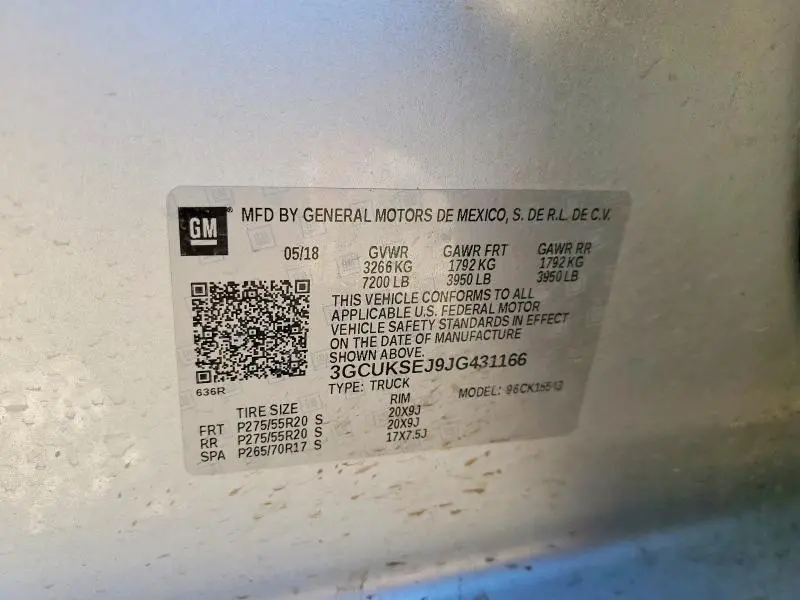 GM ® MFD BY GENERAL MOTORS DE MEXICO, S. DE R.L. DE C.V.
05/18 GVWR GAWR FRT GAWR RR
3266 KG 1792 KG 1792 KG
7200 LB 3950 LB 3950 LB
THIS VEHICLE CONFORMS TO ALL
APPLICABLE U.S. FEDERAL MOTOR
VEHICLE SAFETY STANDARDS IN EFFECT
ON THE DATE OF MANUFACTURE
SHOWN ABOVE.
3GCUKSEJ9JG431166
636R
TYPE: TRUCK MODEL:
TIRE SIZE RIM
FRT P275/55R20 S 20X9J
RR P275/55R20 S 20X9J
SPA P265/70R17 S 17X7.5J